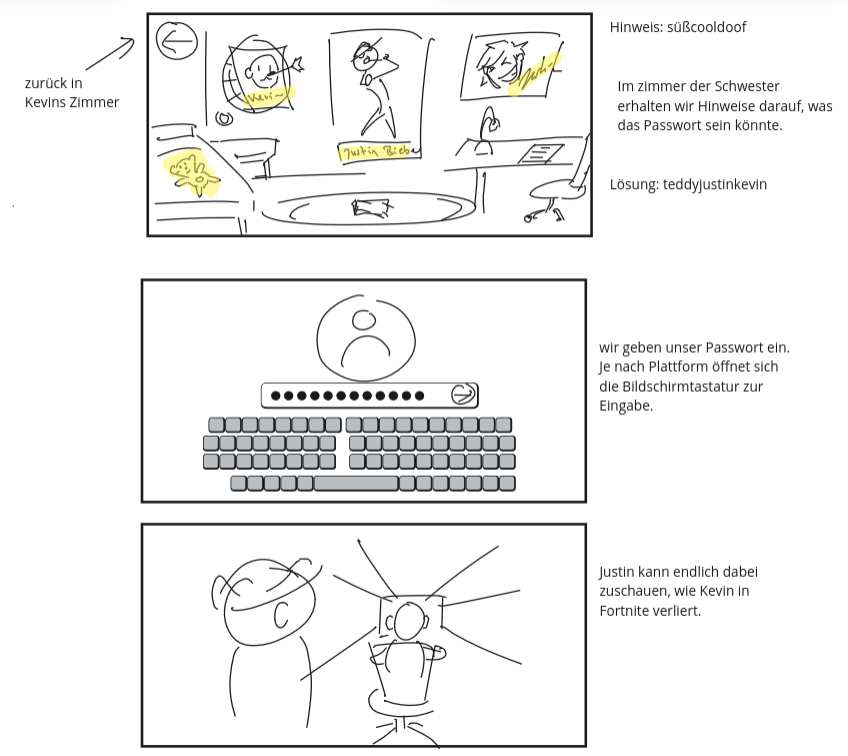 Hinweis: süßcooldoof
zurück in
Kevins Zimmer
Kevin
Justin Bieber
Im zimmer der Schwester
erhalten wir Hinweise darauf, was
das Passwort sein könnte.
Lösung: teddyjustinkevin
wir geben unser Passwort ein.
Je nach Plattform öffnet sich
die Bildschirmtastatur zur
Eingabe.
Justin kann endlich dabei
zuschauen, wie Kevin in
Fortnite verliert.